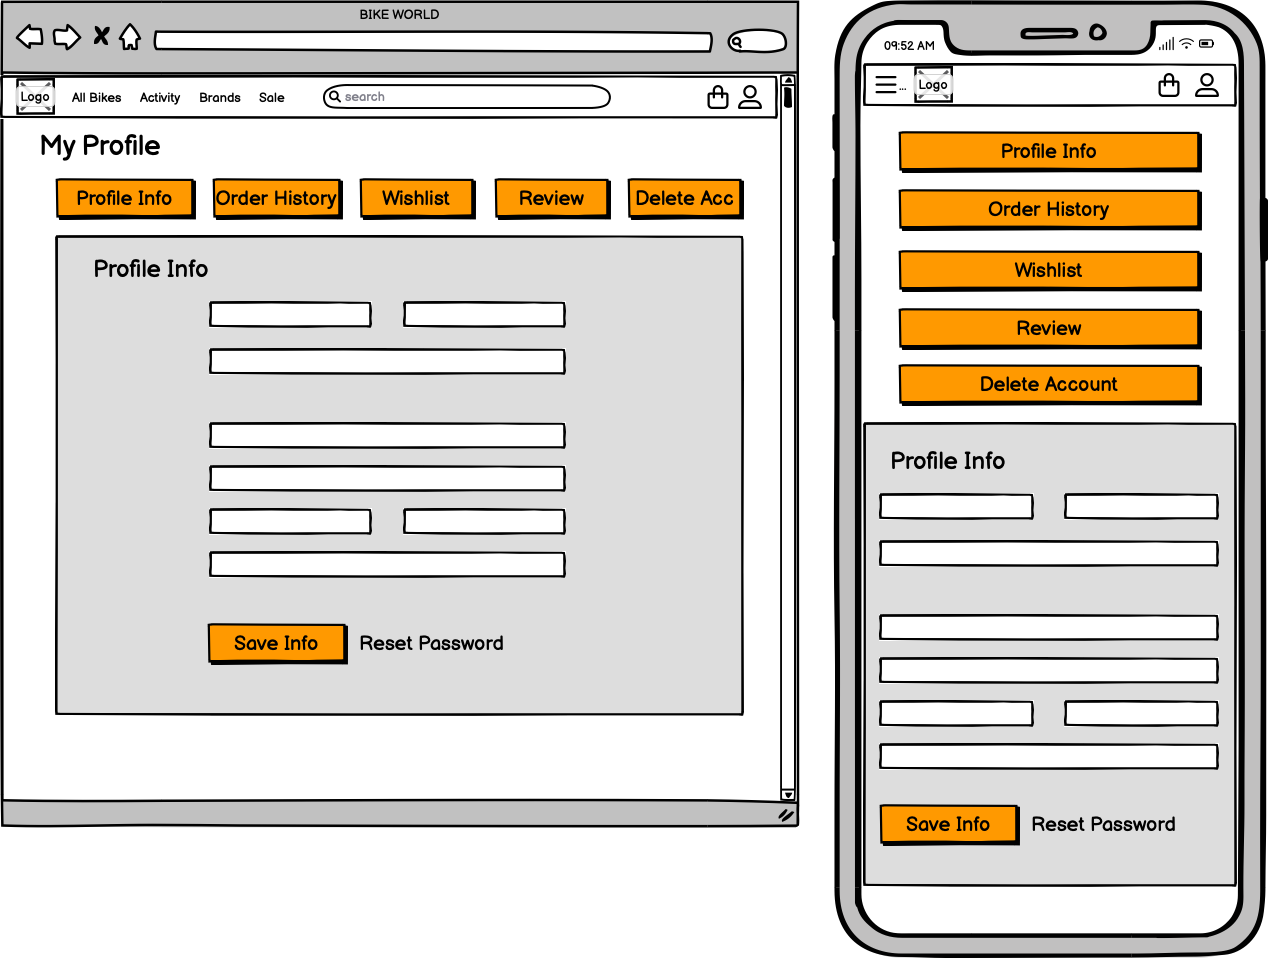 BIKE WORLD
Logo All Bikes Activity Brands Sale search
My Profile
Profile Info Order History Wishlist Review Delete Acc
Profile Info
Save Info Reset Password
09:52 AM
... Logo
Profile Info
Order History
Wishlist
Review
Delete Account
Profile Info
Save Info Reset Password